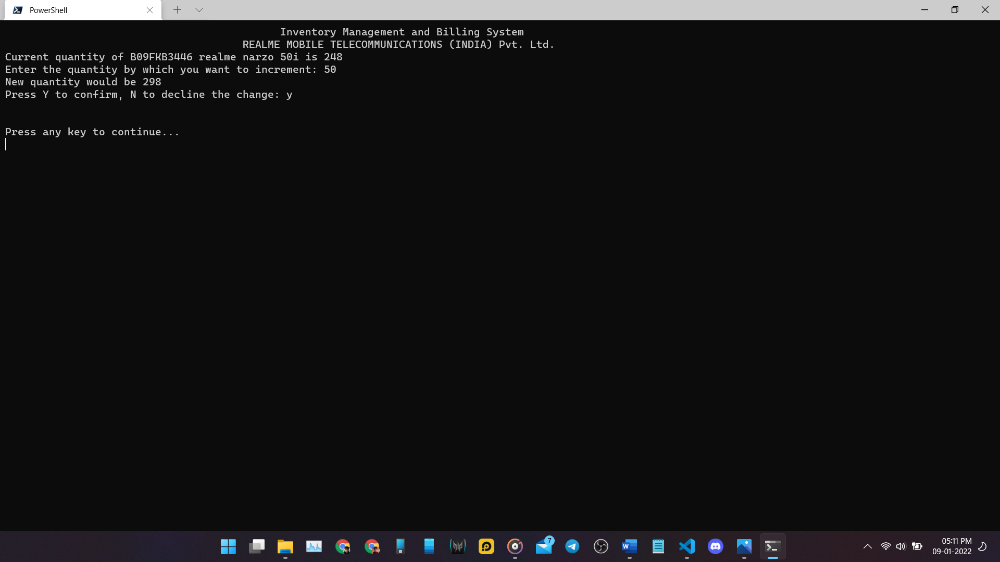 PowerShell
Inventory Management and Billing System
REALME MOBILE TELECOMMUNICATIONS (INDIA) Pvt. Ltd.
Current quantity of B09FKB3446 realme narzo 50i is 248
Enter the quantity by which you want to increment: 50
New quantity would be 298
Press Y to confirm, N to decline the change: y
Press any key to continue...
7
W
05:11 PM
09-01-2022